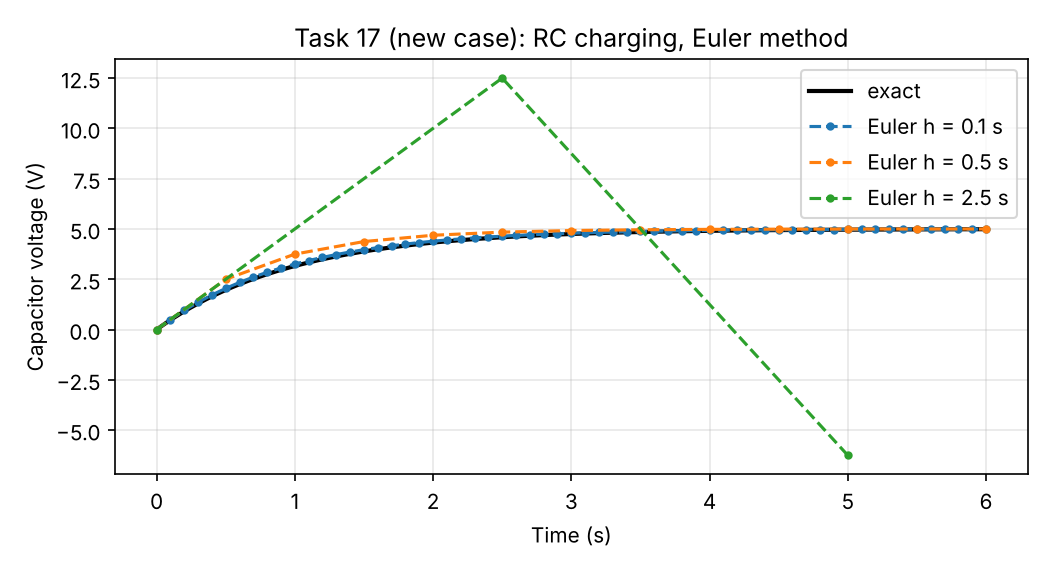 Task 17 (new case): RC charging, Euler method
Capacitor voltage (V)
12.5
10.0
7.5
5.0
2.5
0.0
−2.5
−5.0
exact
Euler h = 0.1 s
Euler h = 0.5 s
Euler h = 2.5 s
0 1 2 3 4 5 6
Time (s)